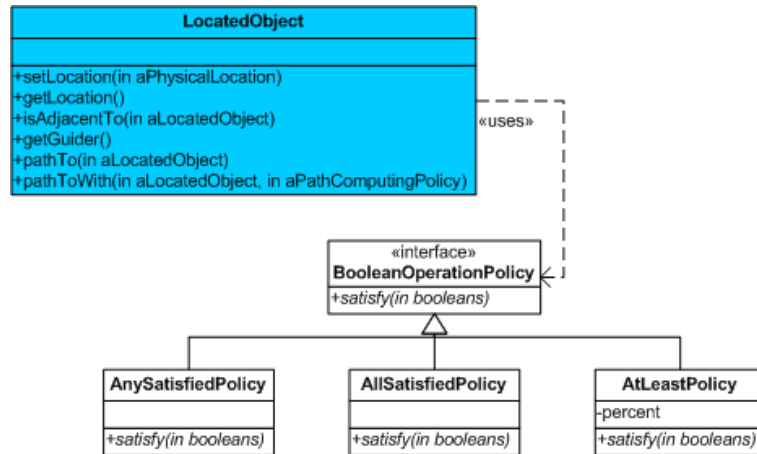 LocatedObject
+setLocation(in aPhysicalLocation)
+getLocation()
+isAdjacentTo(in aLocatedObject)
+getGuider()
+pathTo(in aLocatedObject)
+pathToWith(in aLocatedObject, in aPathComputingPolicy)
«uses»
«interface»
BooleanOperationPolicy
+satisfy(in booleans)
AnySatisfiedPolicy
+satisfy(in booleans)
AllSatisfiedPolicy
+satisfy(in booleans)
AtLeastPolicy
-percent
+satisfy(in booleans)